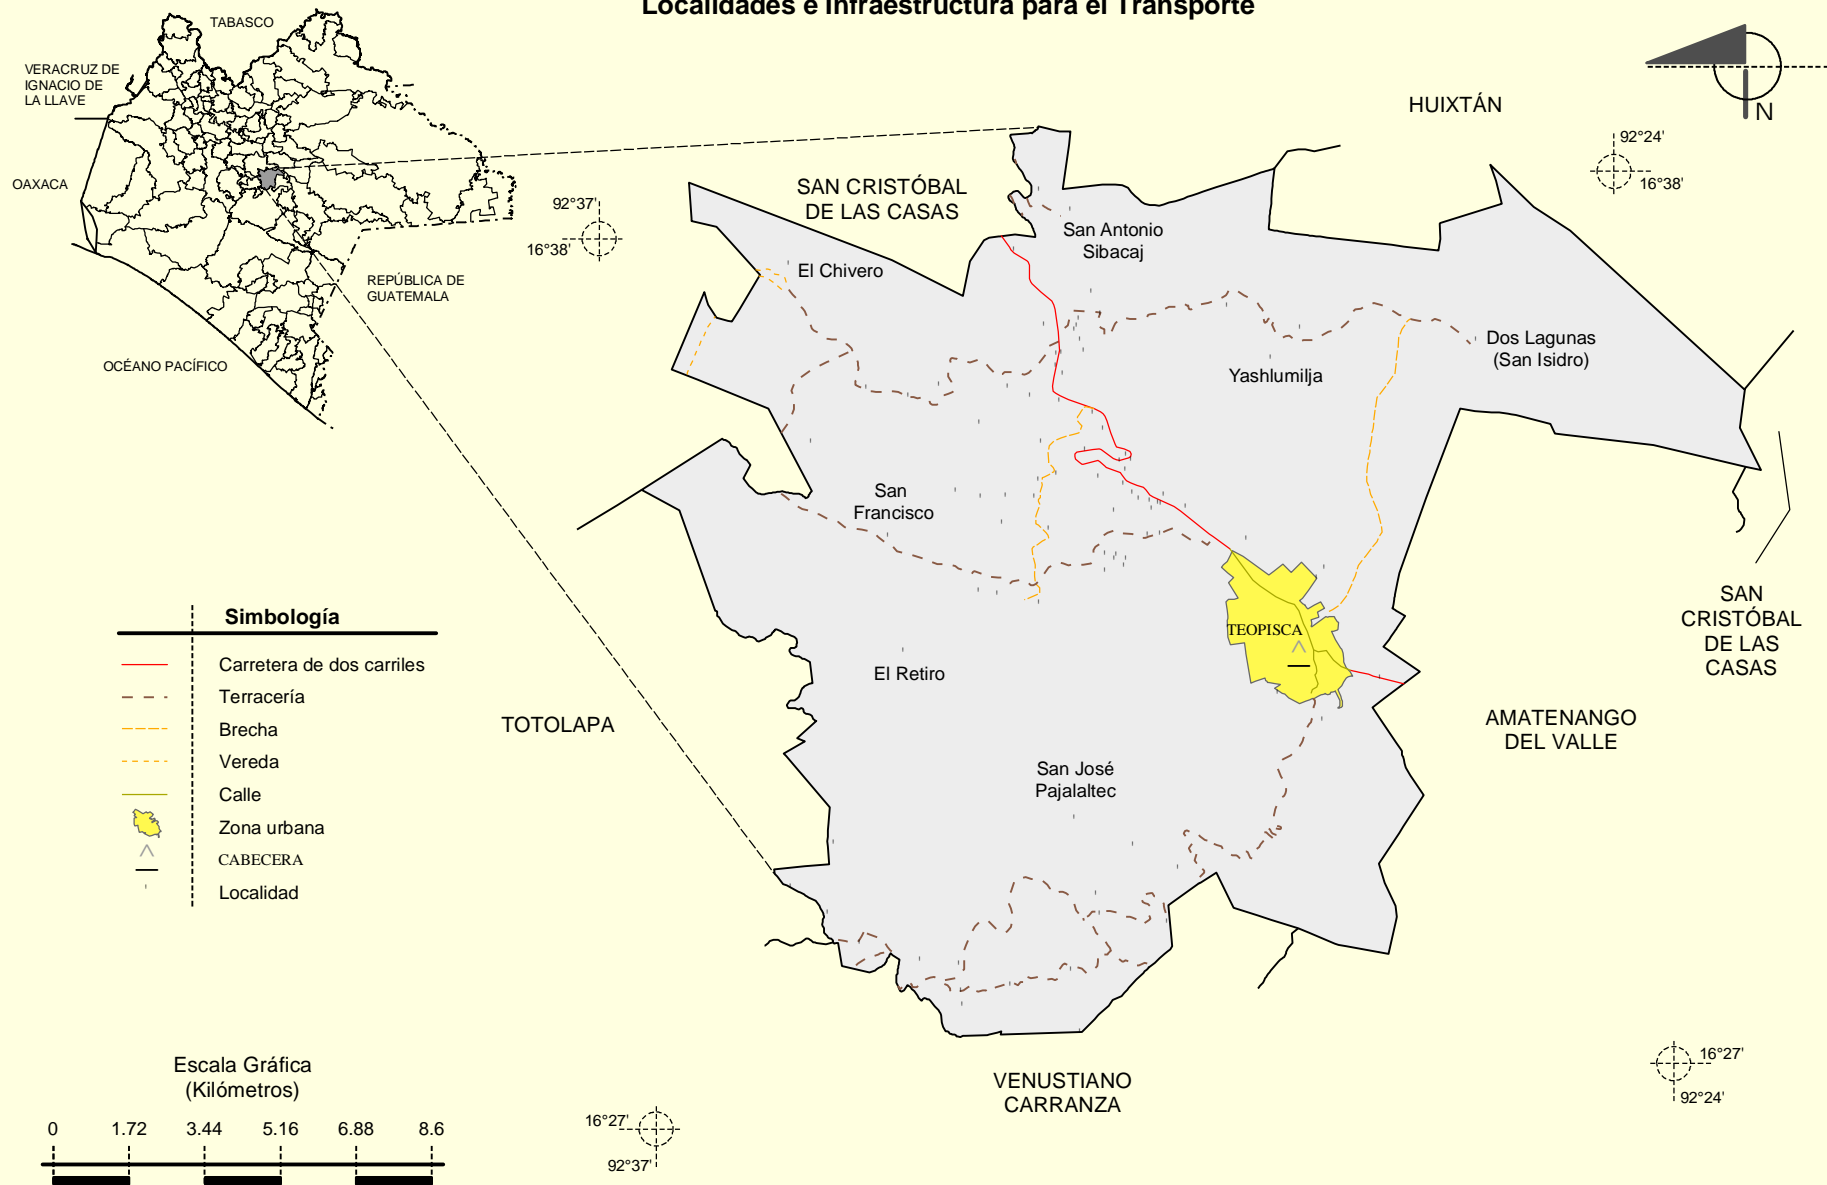 Localidades e Infraestructura para el Transporte
TABASCO
VERACRUZ DE
IGNACIO DE
LA LLAVE
OAXACA
REPÚBLICA DE
GUATEMALA
OCÉANO PACÍFICO
N
HUIXTÁN
92°24'
16°38'
92°37'
16°38'
SAN CRISTÓBAL
DE LAS CASAS
San Antonio
Sibacaj
El Chivero
Dos Lagunas
(San Isidro)
Yashlumilja
San
Francisco
TEOPISCA
El Retiro
San José
Pajalaltec
TOTOLAPA
SAN
CRISTÓBAL
DE LAS
CASAS
AMATENANGO
DEL VALLE
VENUSTIANO
CARRANZA
16°27'
92°24'
16°27'
92°37'
Simbología
Carretera de dos carriles
Terracería
Brecha
Vereda
Calle
Zona urbana
CABECERA
Localidad
Escala Gráfica
(Kilómetros)
0 1.72 3.44 5.16 6.88 8.6